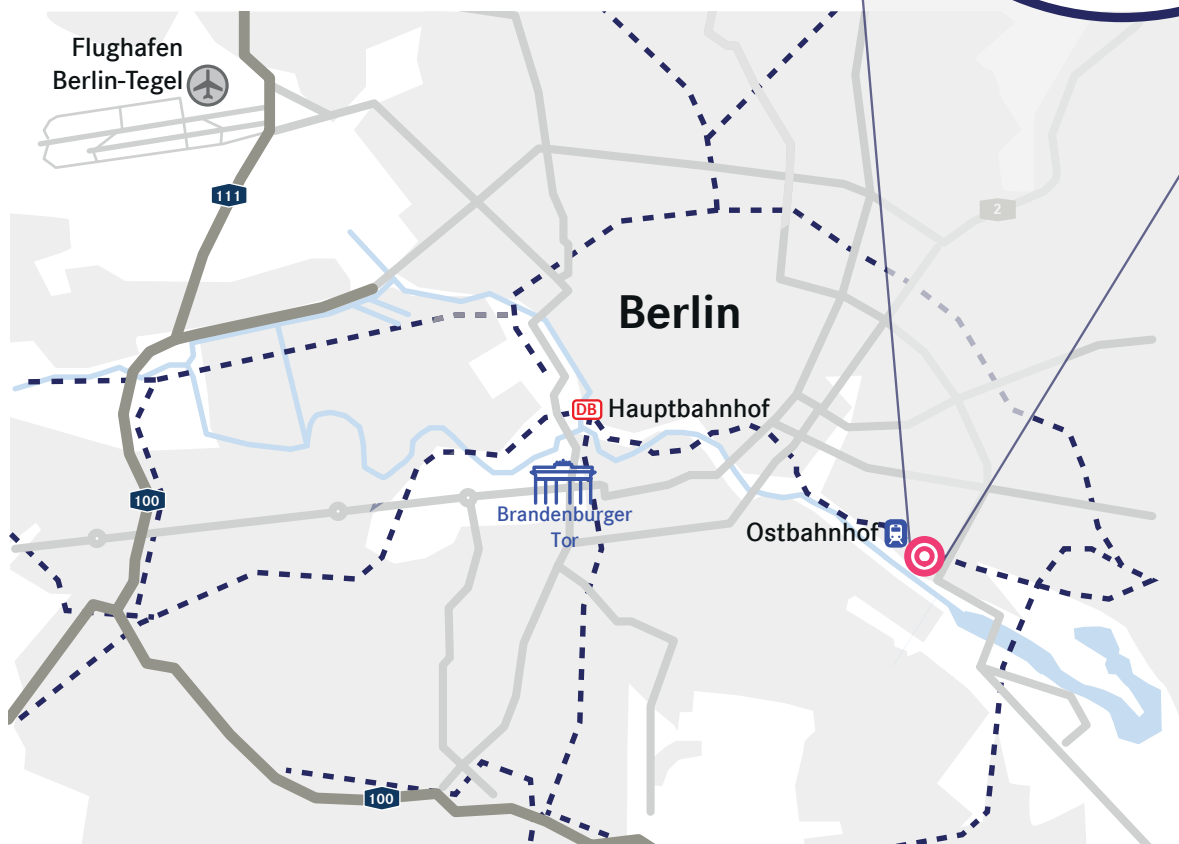 Flughafen
Berlin-Tegel
111
2
Berlin
DB Hauptbahnhof
100
Brandenburger
Tor
Ostbahnhof
100